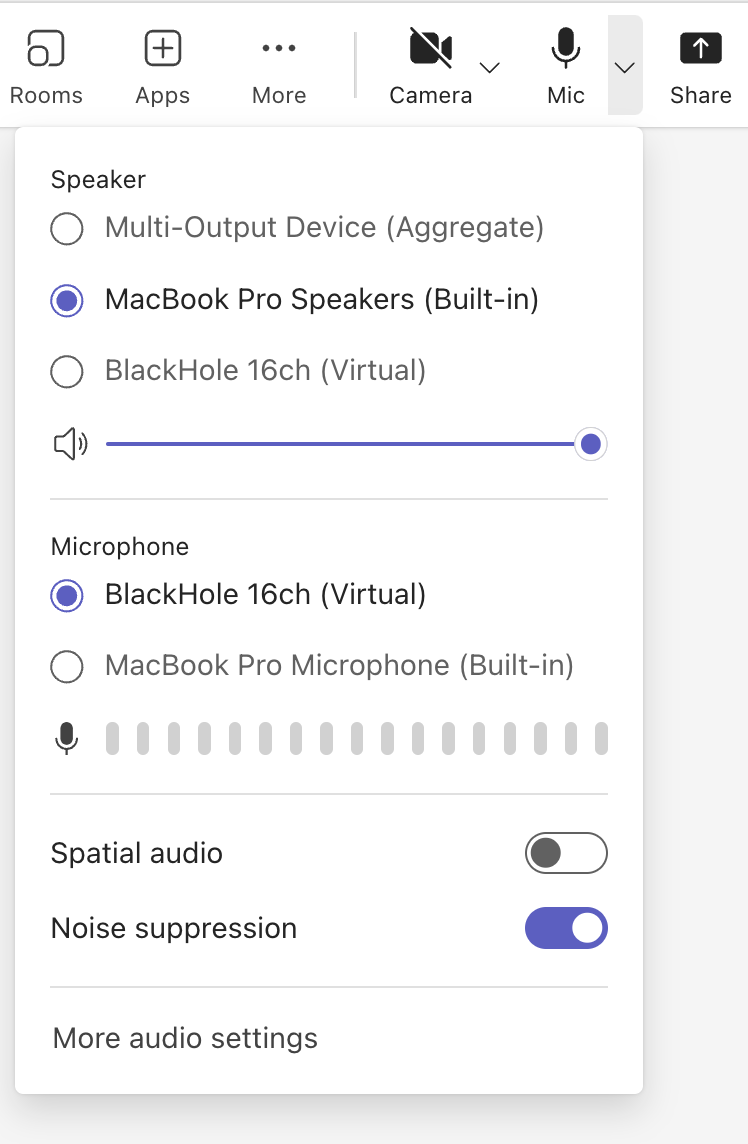 Rooms Apps More Camera Mic Share
Speaker
Multi-Output Device (Aggregate)
MacBook Pro Speakers (Built-in)
BlackHole 16ch (Virtual)
Microphone
BlackHole 16ch (Virtual)
MacBook Pro Microphone (Built-in)
Spatial audio
Noise suppression
More audio settings